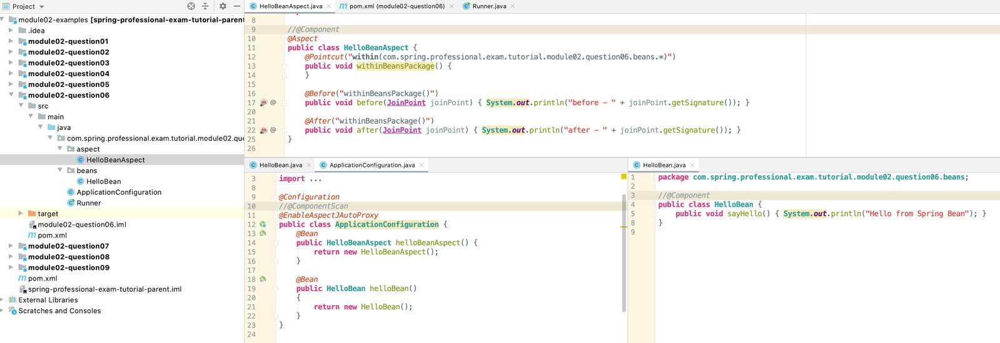 Project
module02-examples [spring-professional-exam-tutorial-parent
.idea
module02-question01
module02-question02
module02-question03
module02-question04
module02-question05
module02-question06
src
main
java
com.spring.professional.exam.tutorial.module02.qu
aspect
HelloBeanAspect
beans
HelloBean
ApplicationConfiguration
Runner
target
module02-question06.iml
pom.xml
module02-question07
module02-question08
module02-question09
pom.xml
spring-professional-exam-tutorial-parent.iml
External Libraries
Scratches and Consoles
HelloBeanAspect.java pom.xml (module02-question06) Runner.java
8
9 //@Component
10 @Aspect
11 public class HelloBeanAspect {
12 @Pointcut("within(com.spring.professional.exam.tutorial.module02.question06.beans.*)")
13 public void withinBeansPackage() {
14 }
15
16 @Before("withinBeansPackage()")
17 public void before(JoinPoint joinPoint) { System.out.println("before - " + joinPoint.getSignature()); }
20
21 @After("withinBeansPackage()")
22 public void after(JoinPoint joinPoint) { System.out.println("after - " + joinPoint.getSignature()); }
25 }
26
HelloBean.java ApplicationConfiguration.java
3 import ...
8
9 @Configuration
10 //@ComponentScan
11 @EnableAspectJAutoProxy
12 public class ApplicationConfiguration {
13 @Bean
14 public HelloBeanAspect helloBeanAspect() {
15 return new HelloBeanAspect();
16 }
17
18 @Bean
19 public HelloBean helloBean()
20 {
21 return new HelloBean();
22 }
23 }
24
HelloBean.java
1 package com.spring.professional.exam.tutorial.module02.question06.beans;
2
3 //@Component
4 public class HelloBean {
5 public void sayHello() { System.out.println("Hello from Spring Bean"); }
8 }
9